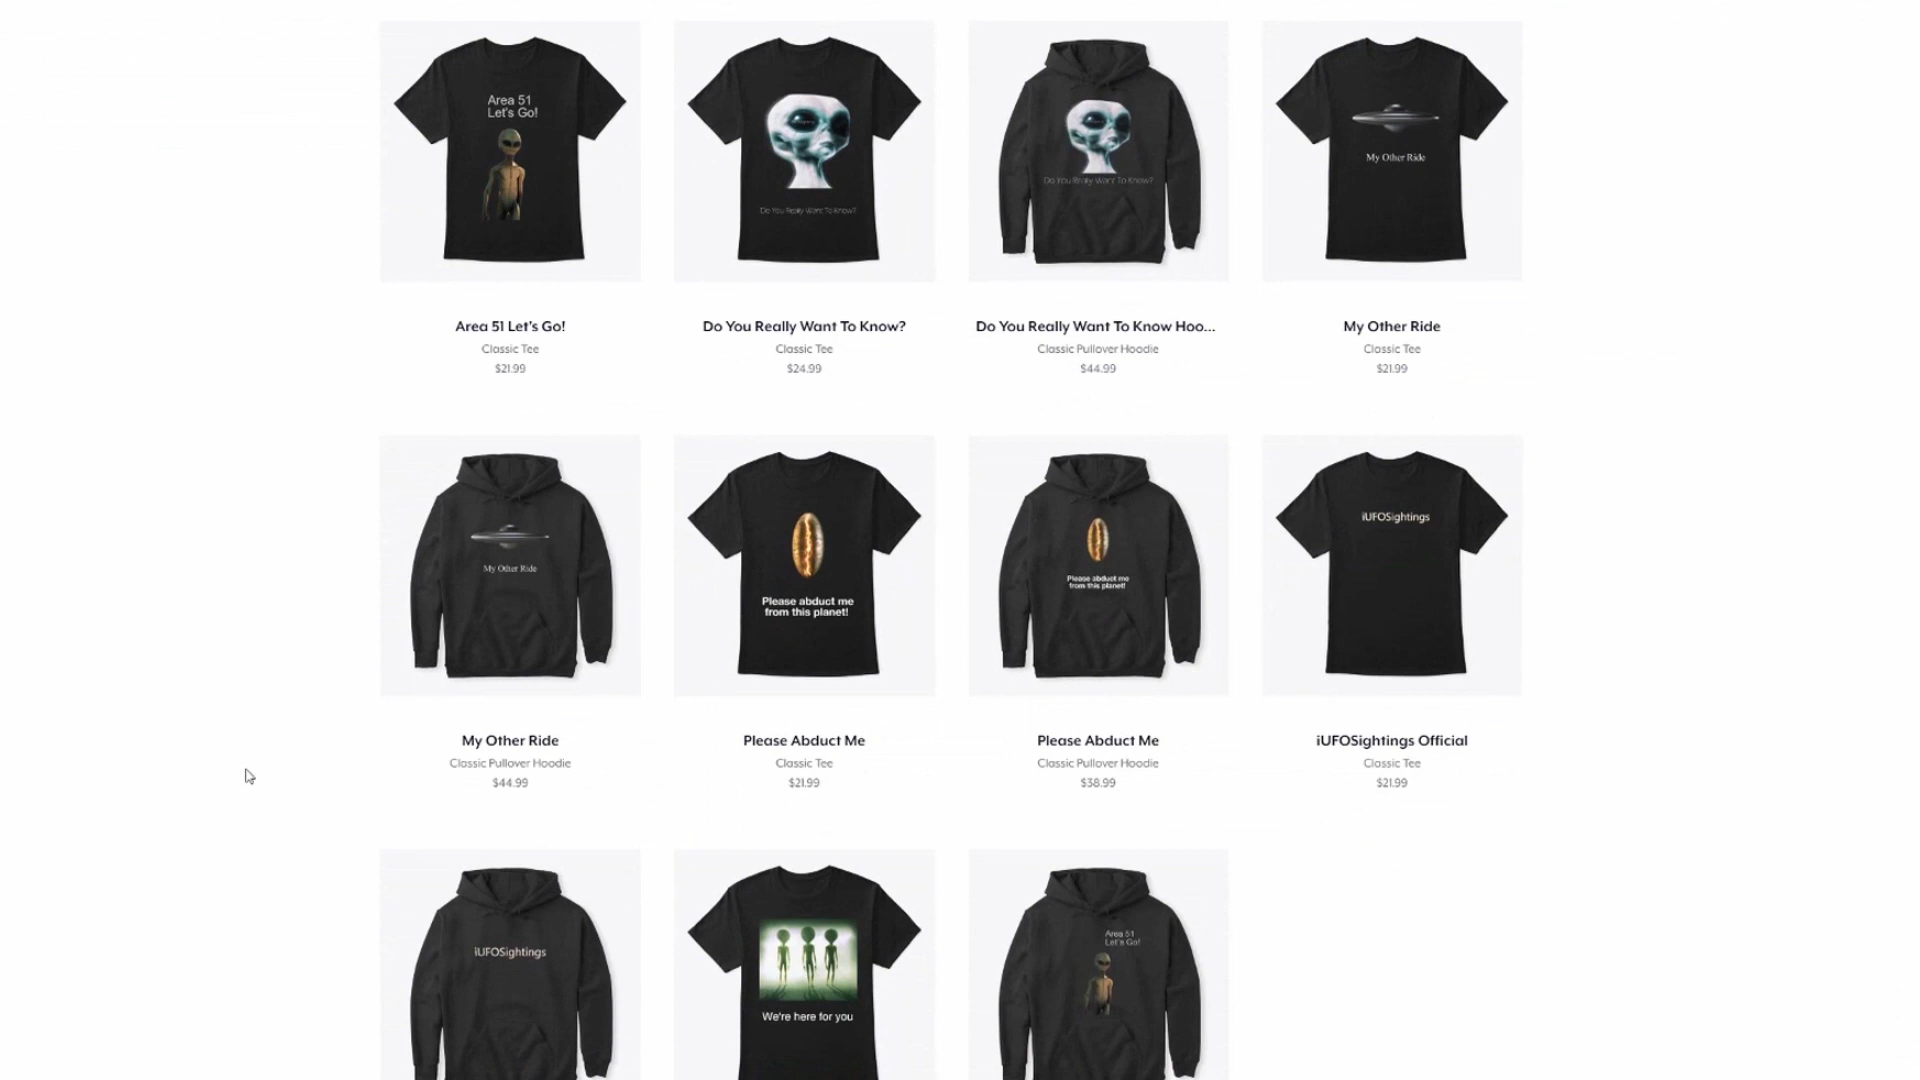 Area 51
Let's Go!
Do You Really Want To Know?
Do You Really Want To Know?
My Other Ride
Area 51 Let's Go!
Classic Tee
$21.99
Do You Really Want To Know?
Classic Tee
$24.99
Do You Really Want To Know Hoo...
Classic Pullover Hoodie
$44.99
My Other Ride
Classic Tee
$21.99
My Other Ride
Please abduct me
from this planet!
Please abduct me
from this planet!
iUFOSightings
My Other Ride
Classic Pullover Hoodie
$44.99
Please Abduct Me
Classic Tee
$21.99
Please Abduct Me
Classic Pullover Hoodie
$38.99
iUFOSightings Official
Classic Tee
$21.99
iUFOSightings
We're here for you
Area 51
Let's Go!